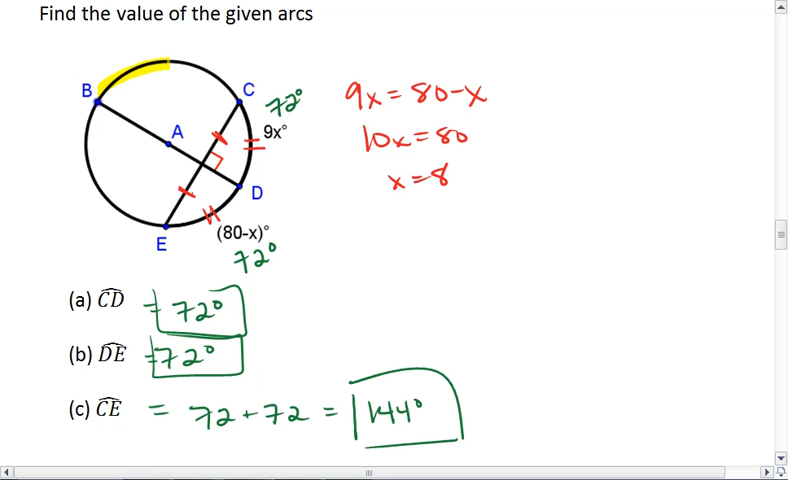 Find the value of the given arcs
B
C
72°
9x°
A
D
E
(80-x)°
72°
9x = 80-x
10x = 80
x = 8
(a) CD = 72°
(b) DE = 72°
(c) CE = 72 + 72 = 144°